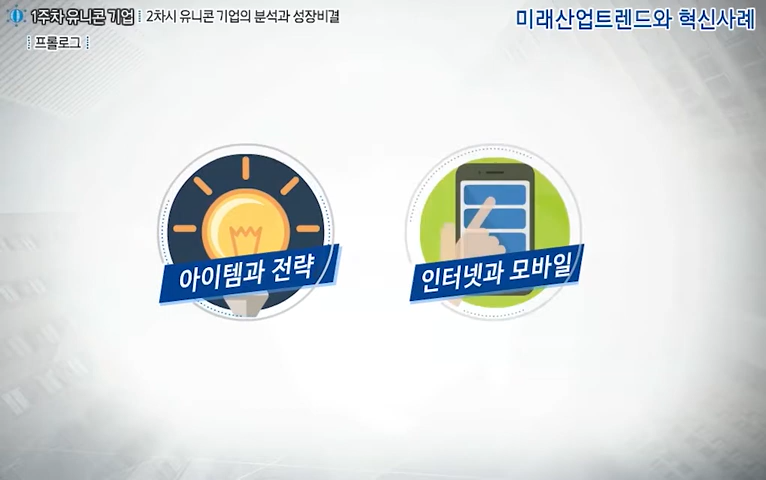 1주차 유니콘 기업 2차시 유니콘 기업의 분석과 성장비결
미래산업트렌드와 혁신사례
프롤로그
아이템과 전략
인터넷과 모바일